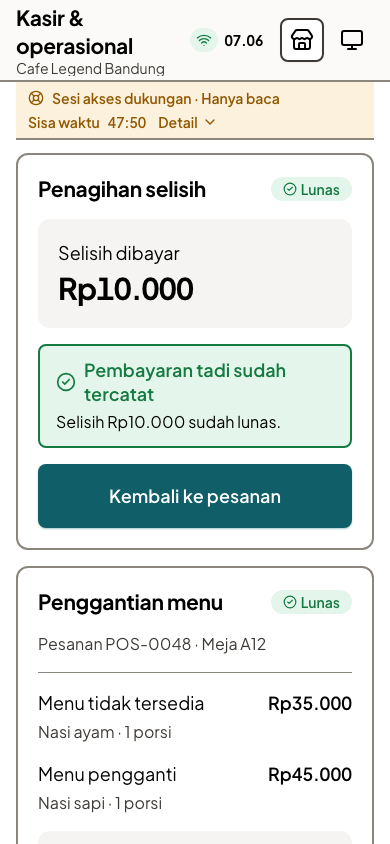 Kasir &
operasional
Cafe Legend Bandung
07.06
Sesi akses dukungan · Hanya baca
Sisa waktu 47:50 Detail
Penagihan selisih
Lunas
Selisih dibayar
Rp10.000
Pembayaran tadi sudah
tercatat
Selisih Rp10.000 sudah lunas.
Kembali ke pesanan
Penggantian menu
Lunas
Pesanan POS-0048 · Meja A12
Menu tidak tersedia Rp35.000
Nasi ayam · 1 porsi
Menu pengganti Rp45.000
Nasi sapi · 1 porsi